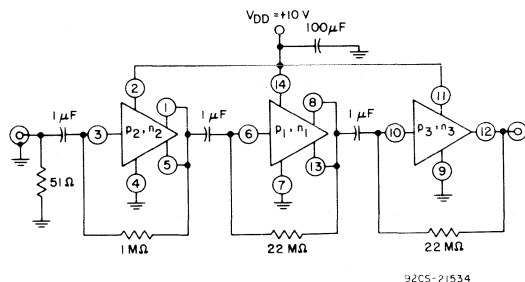 V_DD = +10 V
100 μF
2
14
11
1 μF
1
1 μF
8
1 μF
3
p2, n2
6
p1, n1
10
p3, n3
12
5
13
51 Ω
4
7
9
1 MΩ
22 MΩ
22 MΩ
92CS-21534